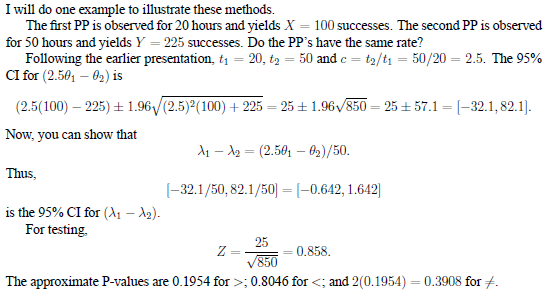 I will do one example to illustrate these methods.
The first PP is observed for 20 hours and yields X = 100 successes. The second PP is observed
for 50 hours and yields Y = 225 successes. Do the PP's have the same rate?
Following the earlier presentation, t₁ = 20, t₂ = 50 and c = t₂/t₁ = 50/20 = 2.5. The 95%
CI for (2.5θ₁ − θ₂) is
(2.5(100) − 225) ± 1.96√((2.5)²(100) + 225) = 25 ± 1.96√850 = 25 ± 57.1 = [−32.1, 82.1].
Now, you can show that
λ₁ − λ₂ = (2.5θ₁ − θ₂)/50.
Thus,
[−32.1/50, 82.1/50] = [−0.642, 1.642]
is the 95% CI for (λ₁ − λ₂).
For testing,
Z = 25/√850 = 0.858.
The approximate P-values are 0.1954 for >; 0.8046 for <; and 2(0.1954) = 0.3908 for ≠.